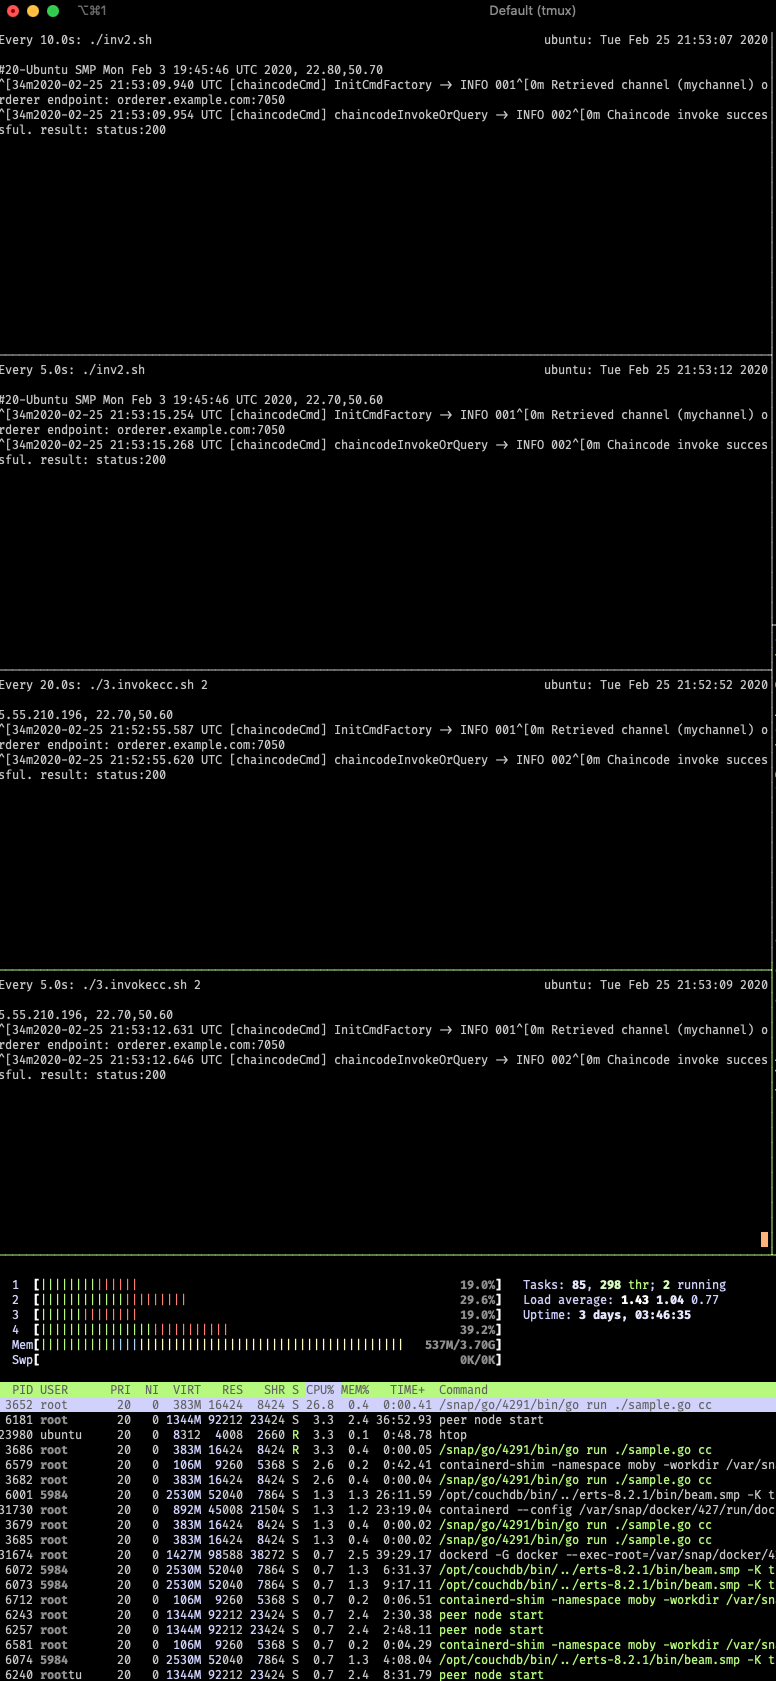 ⌥⌘1 Default (tmux)
Every 10.0s: ./inv2.sh ubuntu: Tue Feb 25 21:53:07 2020
#20-Ubuntu SMP Mon Feb 3 19:45:46 UTC 2020, 22.80,50.70
^[34m2020-02-25 21:53:09.940 UTC [chaincodeCmd] InitCmdFactory -> INFO 001^[0m Retrieved channel (mychannel) o
rderer endpoint: orderer.example.com:7050
^[34m2020-02-25 21:53:09.954 UTC [chaincodeCmd] chaincodeInvokeOrQuery -> INFO 002^[0m Chaincode invoke succes
sful. result: status:200
Every 5.0s: ./inv2.sh ubuntu: Tue Feb 25 21:53:12 2020
#20-Ubuntu SMP Mon Feb 3 19:45:46 UTC 2020, 22.70,50.60
^[34m2020-02-25 21:53:15.254 UTC [chaincodeCmd] InitCmdFactory -> INFO 001^[0m Retrieved channel (mychannel) o
rderer endpoint: orderer.example.com:7050
^[34m2020-02-25 21:53:15.268 UTC [chaincodeCmd] chaincodeInvokeOrQuery -> INFO 002^[0m Chaincode invoke succes
sful. result: status:200
Every 20.0s: ./3.invokecc.sh 2 ubuntu: Tue Feb 25 21:52:52 2020
5.55.210.196, 22.70,50.60
^[34m2020-02-25 21:52:55.587 UTC [chaincodeCmd] InitCmdFactory -> INFO 001^[0m Retrieved channel (mychannel) o
rderer endpoint: orderer.example.com:7050
^[34m2020-02-25 21:52:55.620 UTC [chaincodeCmd] chaincodeInvokeOrQuery -> INFO 002^[0m Chaincode invoke succes
sful. result: status:200
Every 5.0s: ./3.invokecc.sh 2 ubuntu: Tue Feb 25 21:53:09 2020
5.55.210.196, 22.70,50.60
^[34m2020-02-25 21:53:12.631 UTC [chaincodeCmd] InitCmdFactory -> INFO 001^[0m Retrieved channel (mychannel) o
rderer endpoint: orderer.example.com:7050
^[34m2020-02-25 21:53:12.646 UTC [chaincodeCmd] chaincodeInvokeOrQuery -> INFO 002^[0m Chaincode invoke succes
sful. result: status:200
1 [ 19.0%] Tasks: 85, 298 thr; 2 running
2 [ 29.6%] Load average: 1.43 1.04 0.77
3 [ 19.0%] Uptime: 3 days, 03:46:35
4 [ 39.2%]
Mem[ 537M/3.70G]
Swp[ 0K/0K]
PID USER PRI NI VIRT RES SHR S CPU% MEM% TIME+ Command
3652 root 20 0 383M 16424 8424 S 26.8 0.4 0:00.41 /snap/go/4291/bin/go run ./sample.go cc
6181 root 20 0 1344M 92212 23424 S 3.3 2.4 36:52.93 peer node start
23980 ubuntu 20 0 8312 4008 2660 R 3.3 0.1 0:48.78 htop
3686 root 20 0 383M 16424 8424 R 3.3 0.4 0:00.05 /snap/go/4291/bin/go run ./sample.go cc
6579 root 20 0 106M 9260 5368 S 2.6 0.2 0:42.41 containerd-shim -namespace moby -workdir /var/sn
3682 root 20 0 383M 16424 8424 S 2.6 0.4 0:00.04 /snap/go/4291/bin/go run ./sample.go cc
6001 5984 20 0 2530M 52040 7864 S 1.3 1.3 26:11.59 /opt/couchdb/bin/../erts-8.2.1/bin/beam.smp -K t
31730 root 20 0 892M 45008 21504 S 1.3 1.2 23:19.04 containerd --config /var/snap/docker/427/run/doc
3679 root 20 0 383M 16424 8424 S 1.3 0.4 0:00.02 /snap/go/4291/bin/go run ./sample.go cc
3685 root 20 0 383M 16424 8424 S 1.3 0.4 0:00.02 /snap/go/4291/bin/go run ./sample.go cc
31674 root 20 0 1427M 98588 38272 S 0.7 2.5 39:29.17 dockerd -G docker --exec-root=/var/snap/docker/4
6072 5984 20 0 2530M 52040 7864 S 0.7 1.3 6:31.37 /opt/couchdb/bin/../erts-8.2.1/bin/beam.smp -K t
6073 5984 20 0 2530M 52040 7864 S 0.7 1.3 9:17.11 /opt/couchdb/bin/../erts-8.2.1/bin/beam.smp -K t
6712 root 20 0 106M 9260 5368 S 0.7 0.2 0:06.51 containerd-shim -namespace moby -workdir /var/sn
6243 root 20 0 1344M 92212 23424 S 0.7 2.4 2:30.38 peer node start
6257 root 20 0 1344M 92212 23424 S 0.7 2.4 2:48.11 peer node start
6581 root 20 0 106M 9260 5368 S 0.7 0.2 0:04.29 containerd-shim -namespace moby -workdir /var/sn
6074 5984 20 0 2530M 52040 7864 S 0.7 1.3 4:08.04 /opt/couchdb/bin/../erts-8.2.1/bin/beam.smp -K t
6240 roottu 20 0 1344M 92212 23424 S 0.7 2.4 8:31.79 peer node start